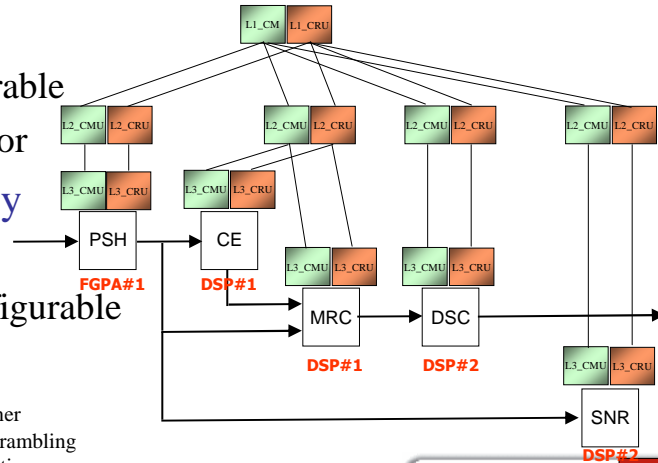 L1_CM L1_CRU
rable
or
L2_CMU L2_CRU L2_CMU L2_CRU L2_CMU L2_CRU L2_CMU L2_CRU
y
L3_CMU L3_CRU L3_CMU L3_CRU
PSH CE
FGPA#1 DSP#1
L3_CMU L3_CRU L3_CMU L3_CRU
figurable
MRC DSC
DSP#1 DSP#2
L3_CMU L3_CRU
ner
SNR
rambling
DSP#2